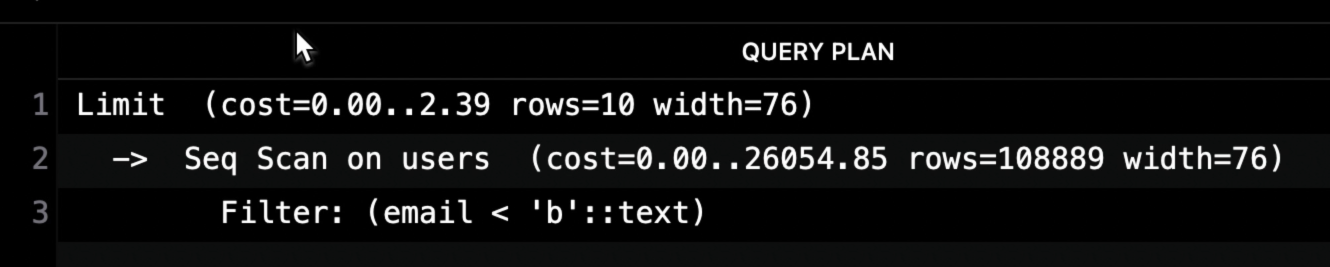 QUERY PLAN
1 Limit  (cost=0.00..2.39 rows=10 width=76)
2   ->  Seq Scan on users  (cost=0.00..26054.85 rows=108889 width=76)
3         Filter: (email < 'b'::text)